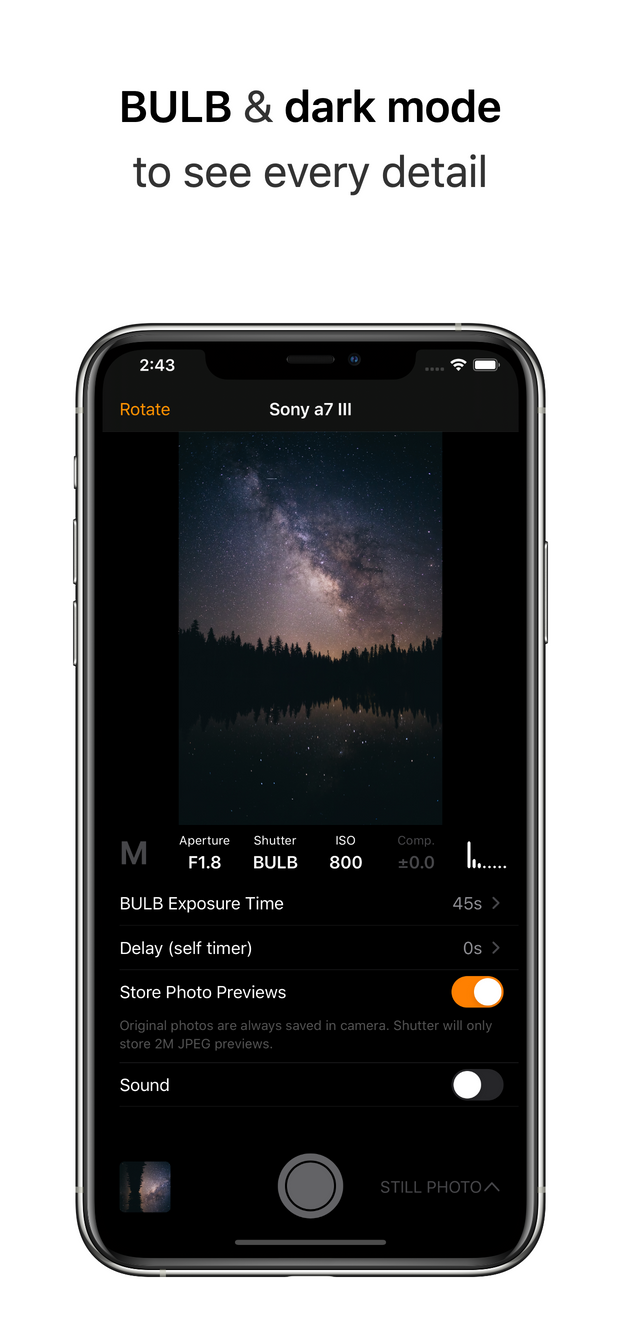 BULB & dark mode
to see every detail
2:43
Rotate
Sony a7 III
M
Aperture
Shutter
ISO
Comp.
F1.8
BULB
800
±0.0
BULB Exposure Time
45s
Delay (self timer)
0s
Store Photo Previews
Original photos are always saved in camera. Shutter will only
store 2M JPEG previews.
Sound
STILL PHOTO